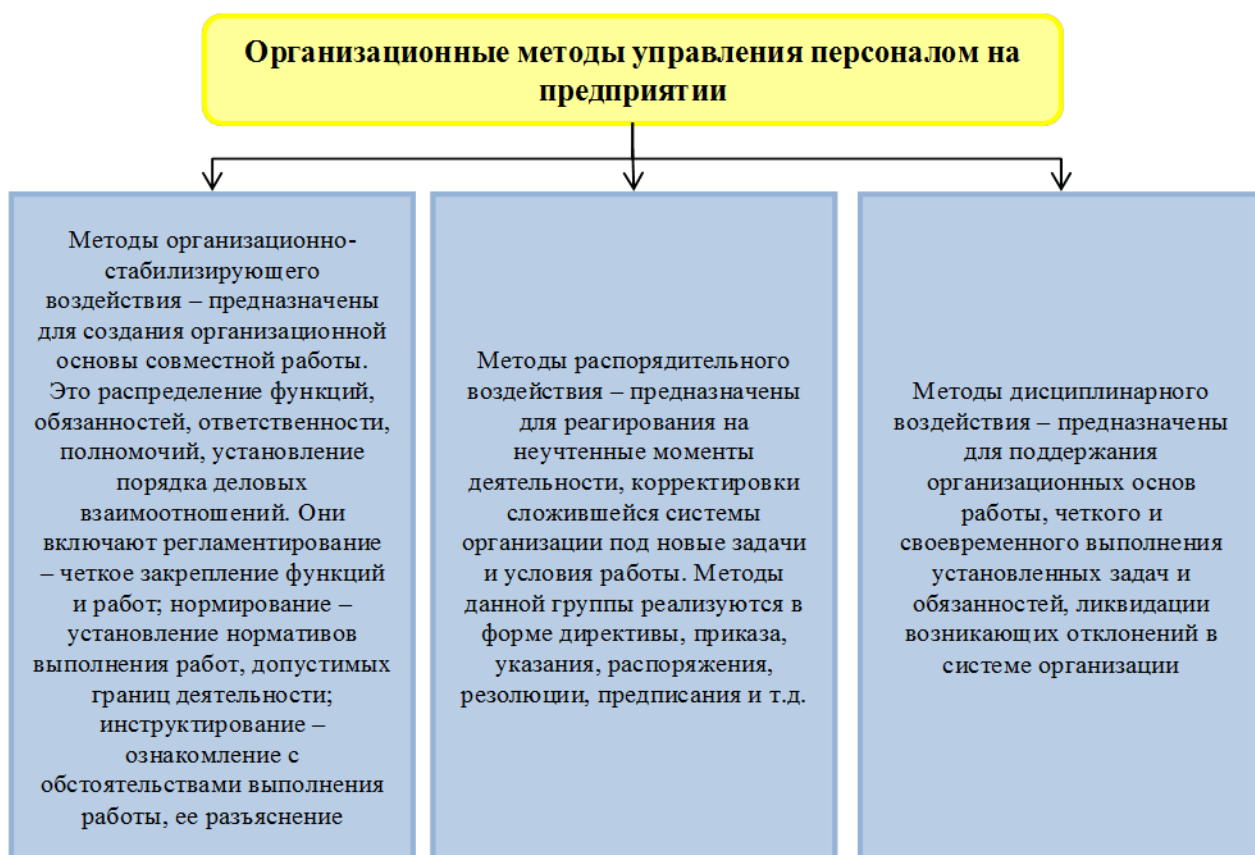 Организационные методы управления персоналом на
предприятии
Методы организационно-
стабилизирующего
воздействия – предназначены
для создания организационной
основы совместной работы.
Это распределение функций,
обязанностей, ответственности,
полномочий, установление
порядка деловых
взаимоотношений. Они
включают регламентирование
– четкое закрепление функций
и работ; нормирование –
установление нормативов
выполнения работ, допустимых
границ деятельности;
инструктирование –
ознакомление с
обстоятельствами выполнения
работы, ее разъяснение
Методы распорядительного
воздействия – предназначены
для реагирования на
неучтенные моменты
деятельности, корректировки
сложившейся системы
организации под новые задачи
и условия работы. Методы
данной группы реализуются в
форме директивы, приказа,
указания, распоряжения,
резолюции, предписания и т.д.
Методы дисциплинарного
воздействия – предназначены
для поддержания
организационных основ
работы, четкого и
своевременного выполнения
установленных задач и
обязанностей, ликвидации
возникающих отклонений в
системе организации